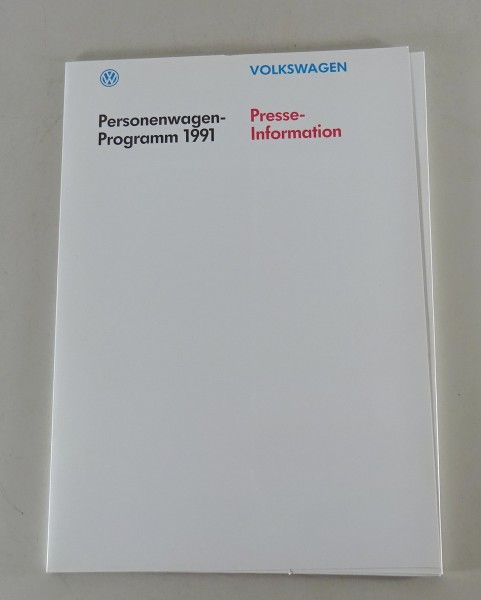 VOLKSWAGEN
Personenwagen-
Programm 1991
Presse-
Information